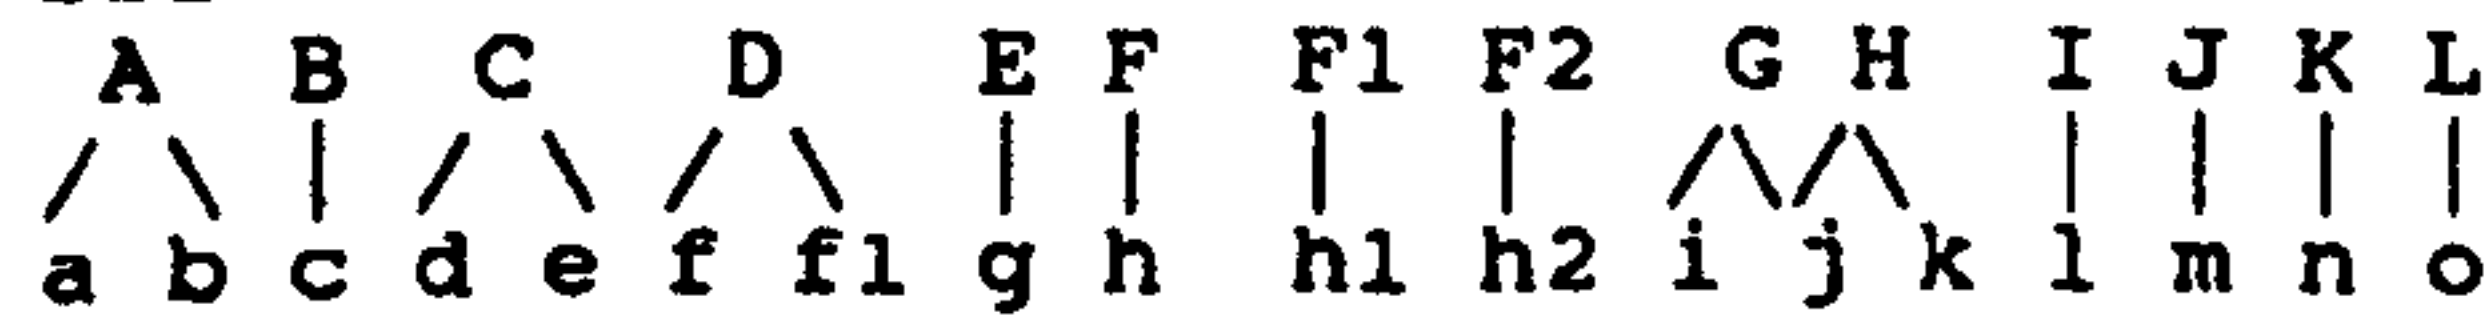 A B C D E F F1 F2 G H I J K L
a b c d e f f1 g h h1 h2 i j k l m n o